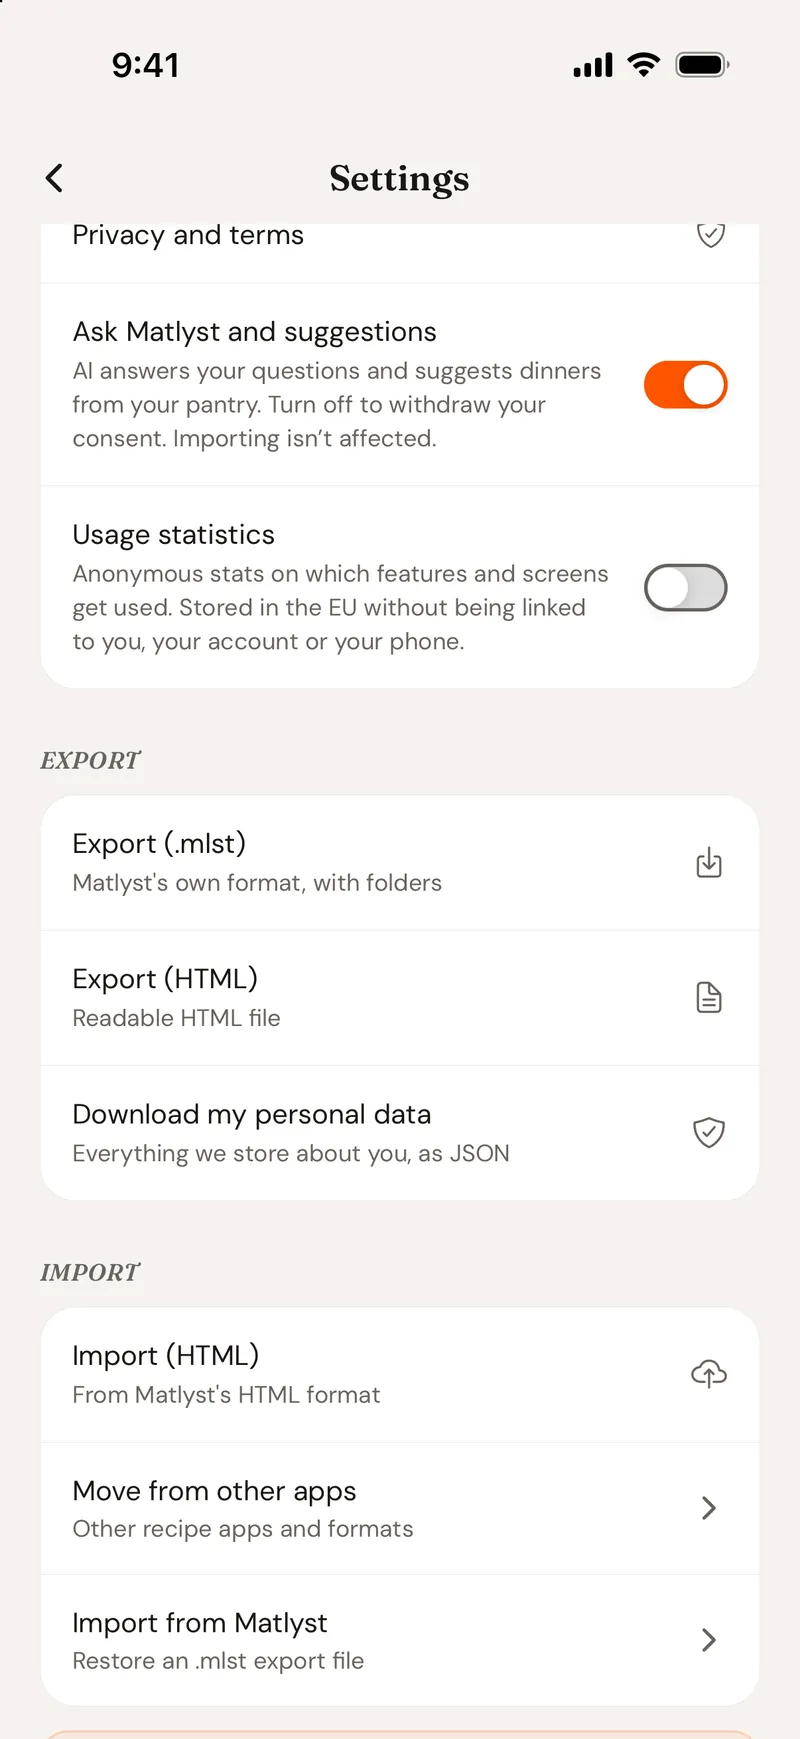 9:41
Settings
Privacy and terms
Ask Matlyst and suggestions
AI answers your questions and suggests dinners
from your pantry. Turn off to withdraw your
consent. Importing isn’t affected.
Usage statistics
Anonymous stats on which features and screens
get used. Stored in the EU without being linked
to you, your account or your phone.
EXPORT
Export (.mlst)
Matlyst's own format, with folders
Export (HTML)
Readable HTML file
Download my personal data
Everything we store about you, as JSON
IMPORT
Import (HTML)
From Matlyst's HTML format
Move from other apps
Other recipe apps and formats
Import from Matlyst
Restore an .mlst export file